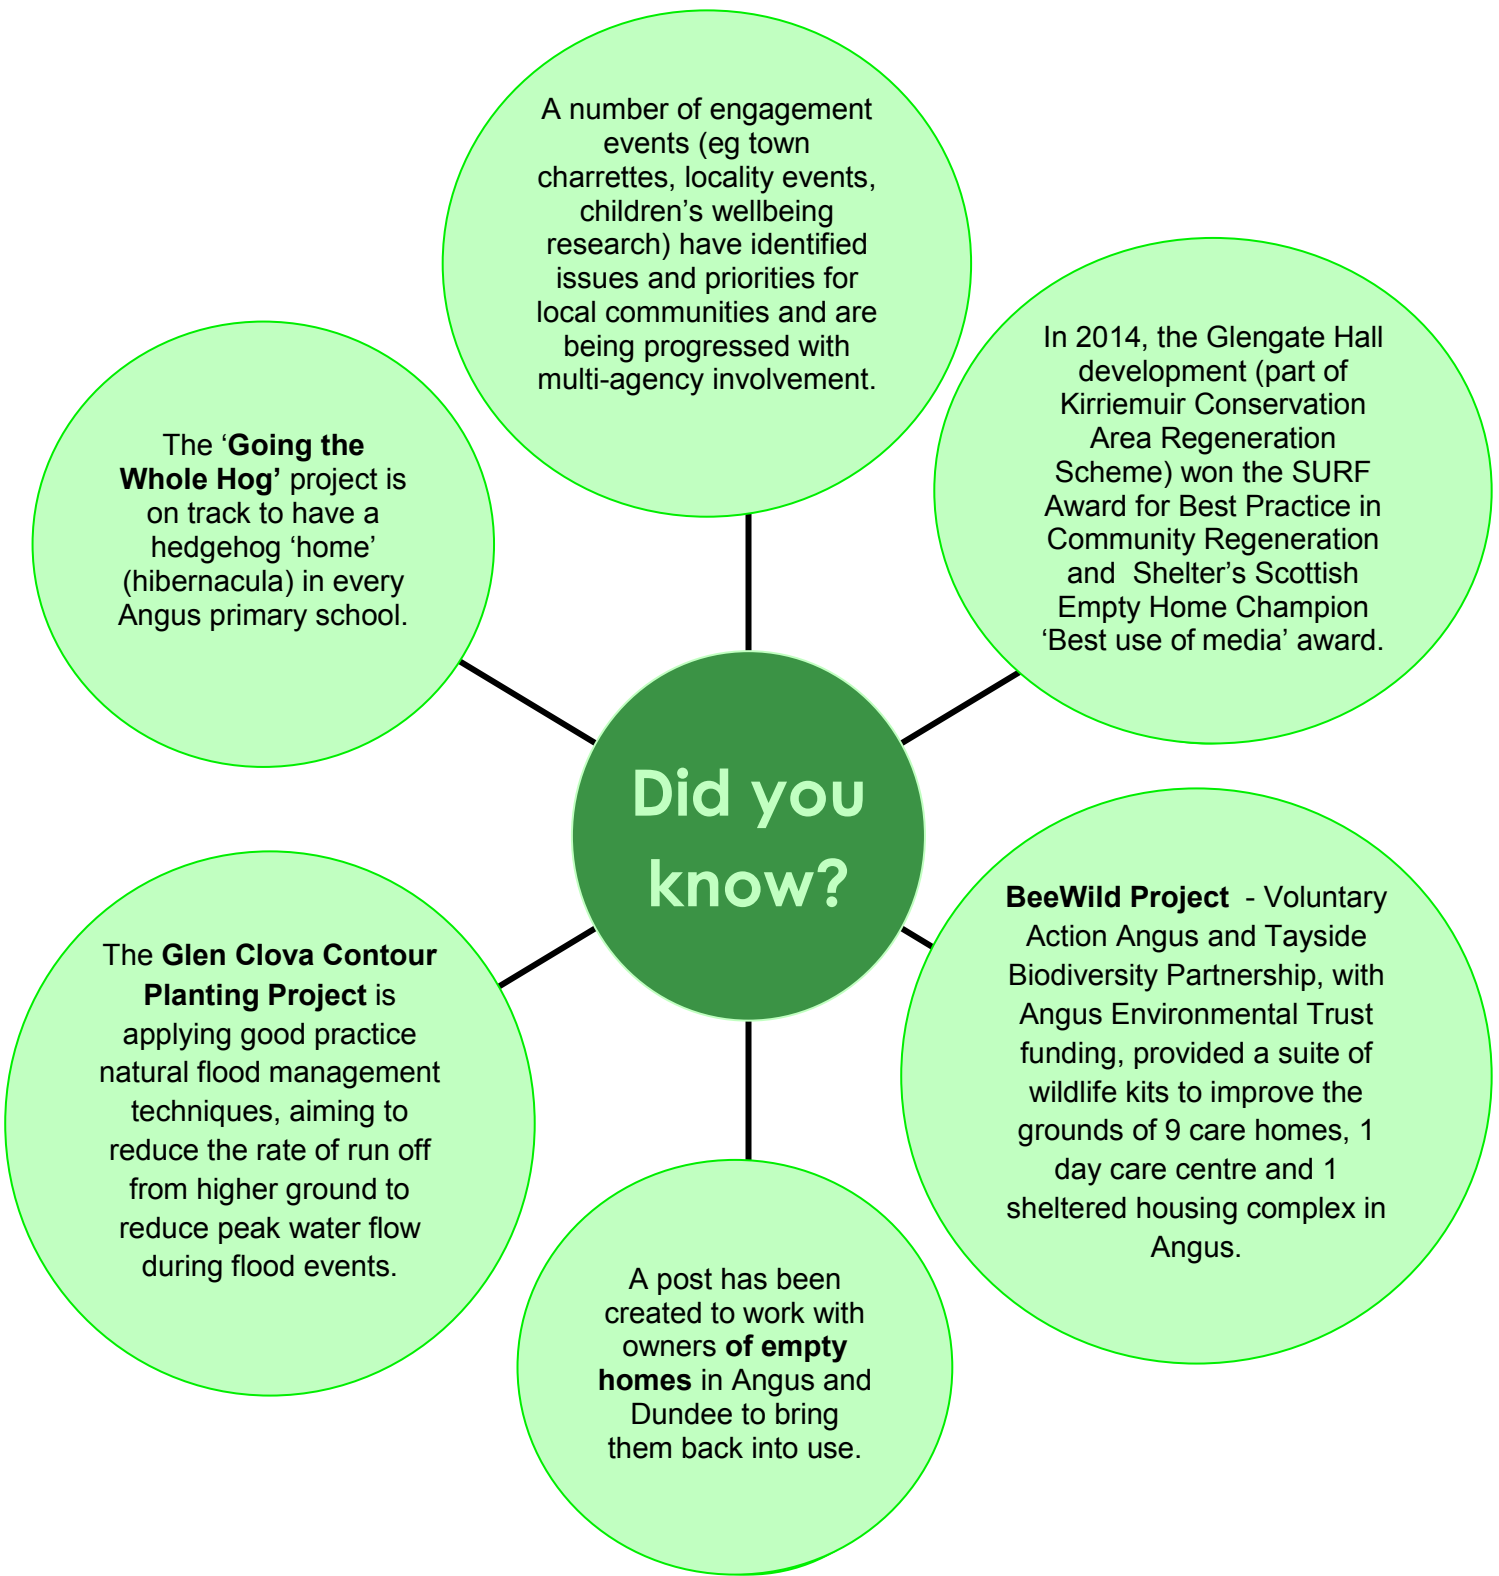 A number of engagement
events (eg town
charrettes, locality events,
children’s wellbeing
research) have identified
issues and priorities for
local communities and are
being progressed with
multi-agency involvement.
In 2014, the Glengate Hall
development (part of
Kirriemuir Conservation
Area Regeneration
Scheme) won the SURF
Award for Best Practice in
Community Regeneration
and  Shelter’s Scottish
Empty Home Champion
‘Best use of media’ award.
The ‘Going the
Whole Hog’ project is
on track to have a
hedgehog ‘home’
(hibernacula) in every
Angus primary school.
Did you
know?
BeeWild Project  - Voluntary
Action Angus and Tayside
Biodiversity Partnership, with
Angus Environmental Trust
funding, provided a suite of
wildlife kits to improve the
grounds of 9 care homes, 1
day care centre and 1
sheltered housing complex in
Angus.
The Glen Clova Contour
Planting Project is
applying good practice
natural flood management
techniques, aiming to
reduce the rate of run off
from higher ground to
reduce peak water flow
during flood events.
A post has been
created to work with
owners of empty
homes in Angus and
Dundee to bring
them back into use.